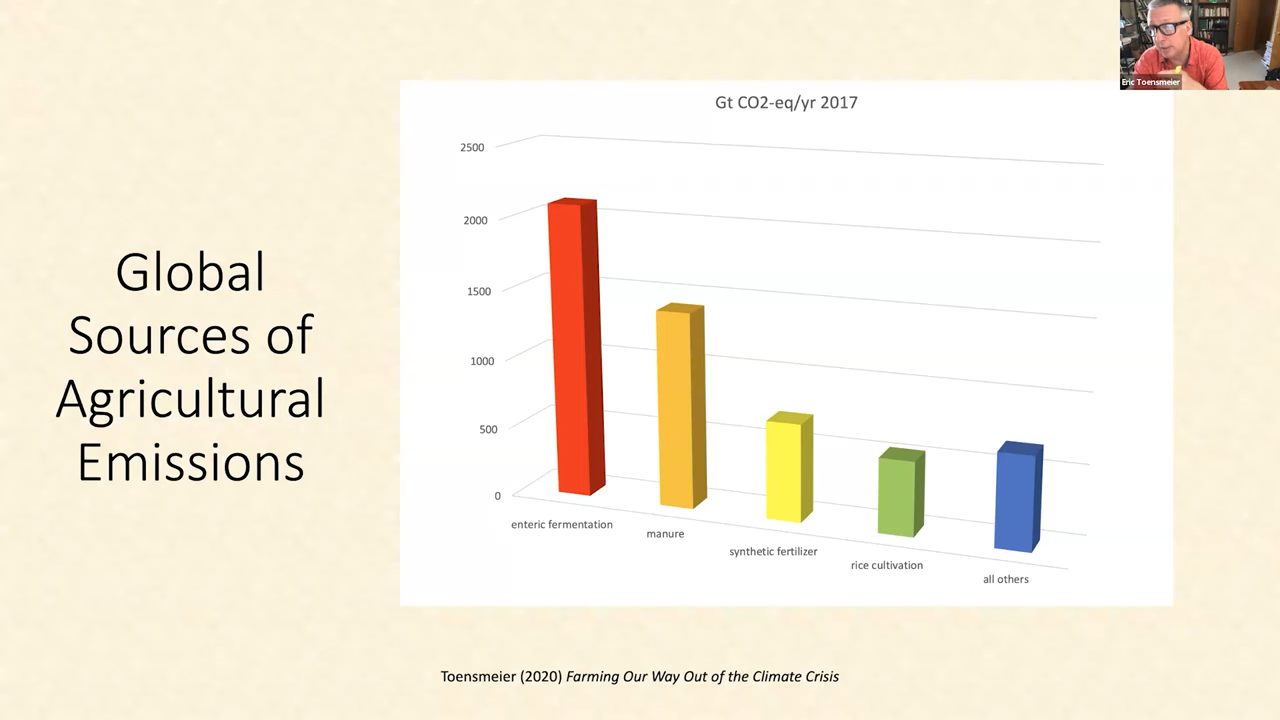 Eric Toensmeier
Global
Sources of
Agricultural
Emissions
Gt CO2-eq/yr 2017
2500
2000
1500
1000
500
0
enteric fermentation
manure
synthetic fertilizer
rice cultivation
all others
Toensmeier (2020) Farming Our Way Out of the Climate Crisis